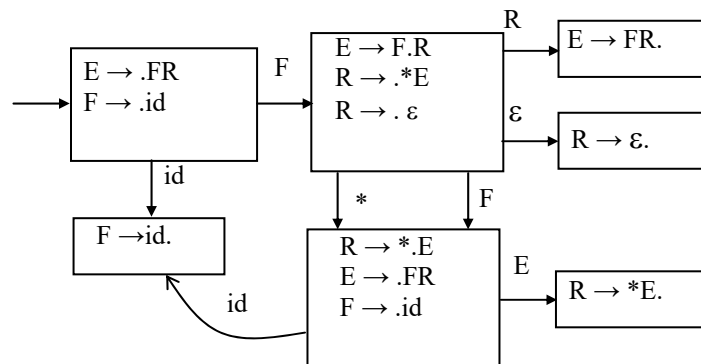 E → .FR
F → .id
F
E → F.R
R → .*E
R → . ε
R
E → FR.
ε
R → ε.
id
*
F
F →id.
R → *.E
E → .FR
F → .id
E
R → *E.
id